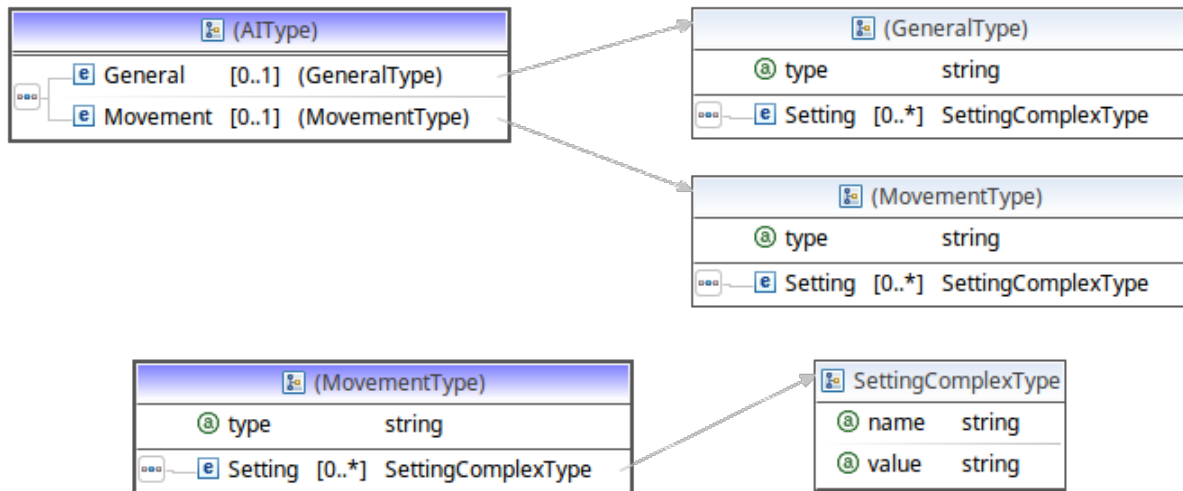 (AIType)
e General [0..1] (GeneralType)
e Movement [0..1] (MovementType)
(GeneralType)
a type string
e Setting [0..*] SettingComplexType
(MovementType)
a type string
e Setting [0..*] SettingComplexType
(MovementType)
a type string
e Setting [0..*] SettingComplexType
SettingComplexType
a name string
a value string